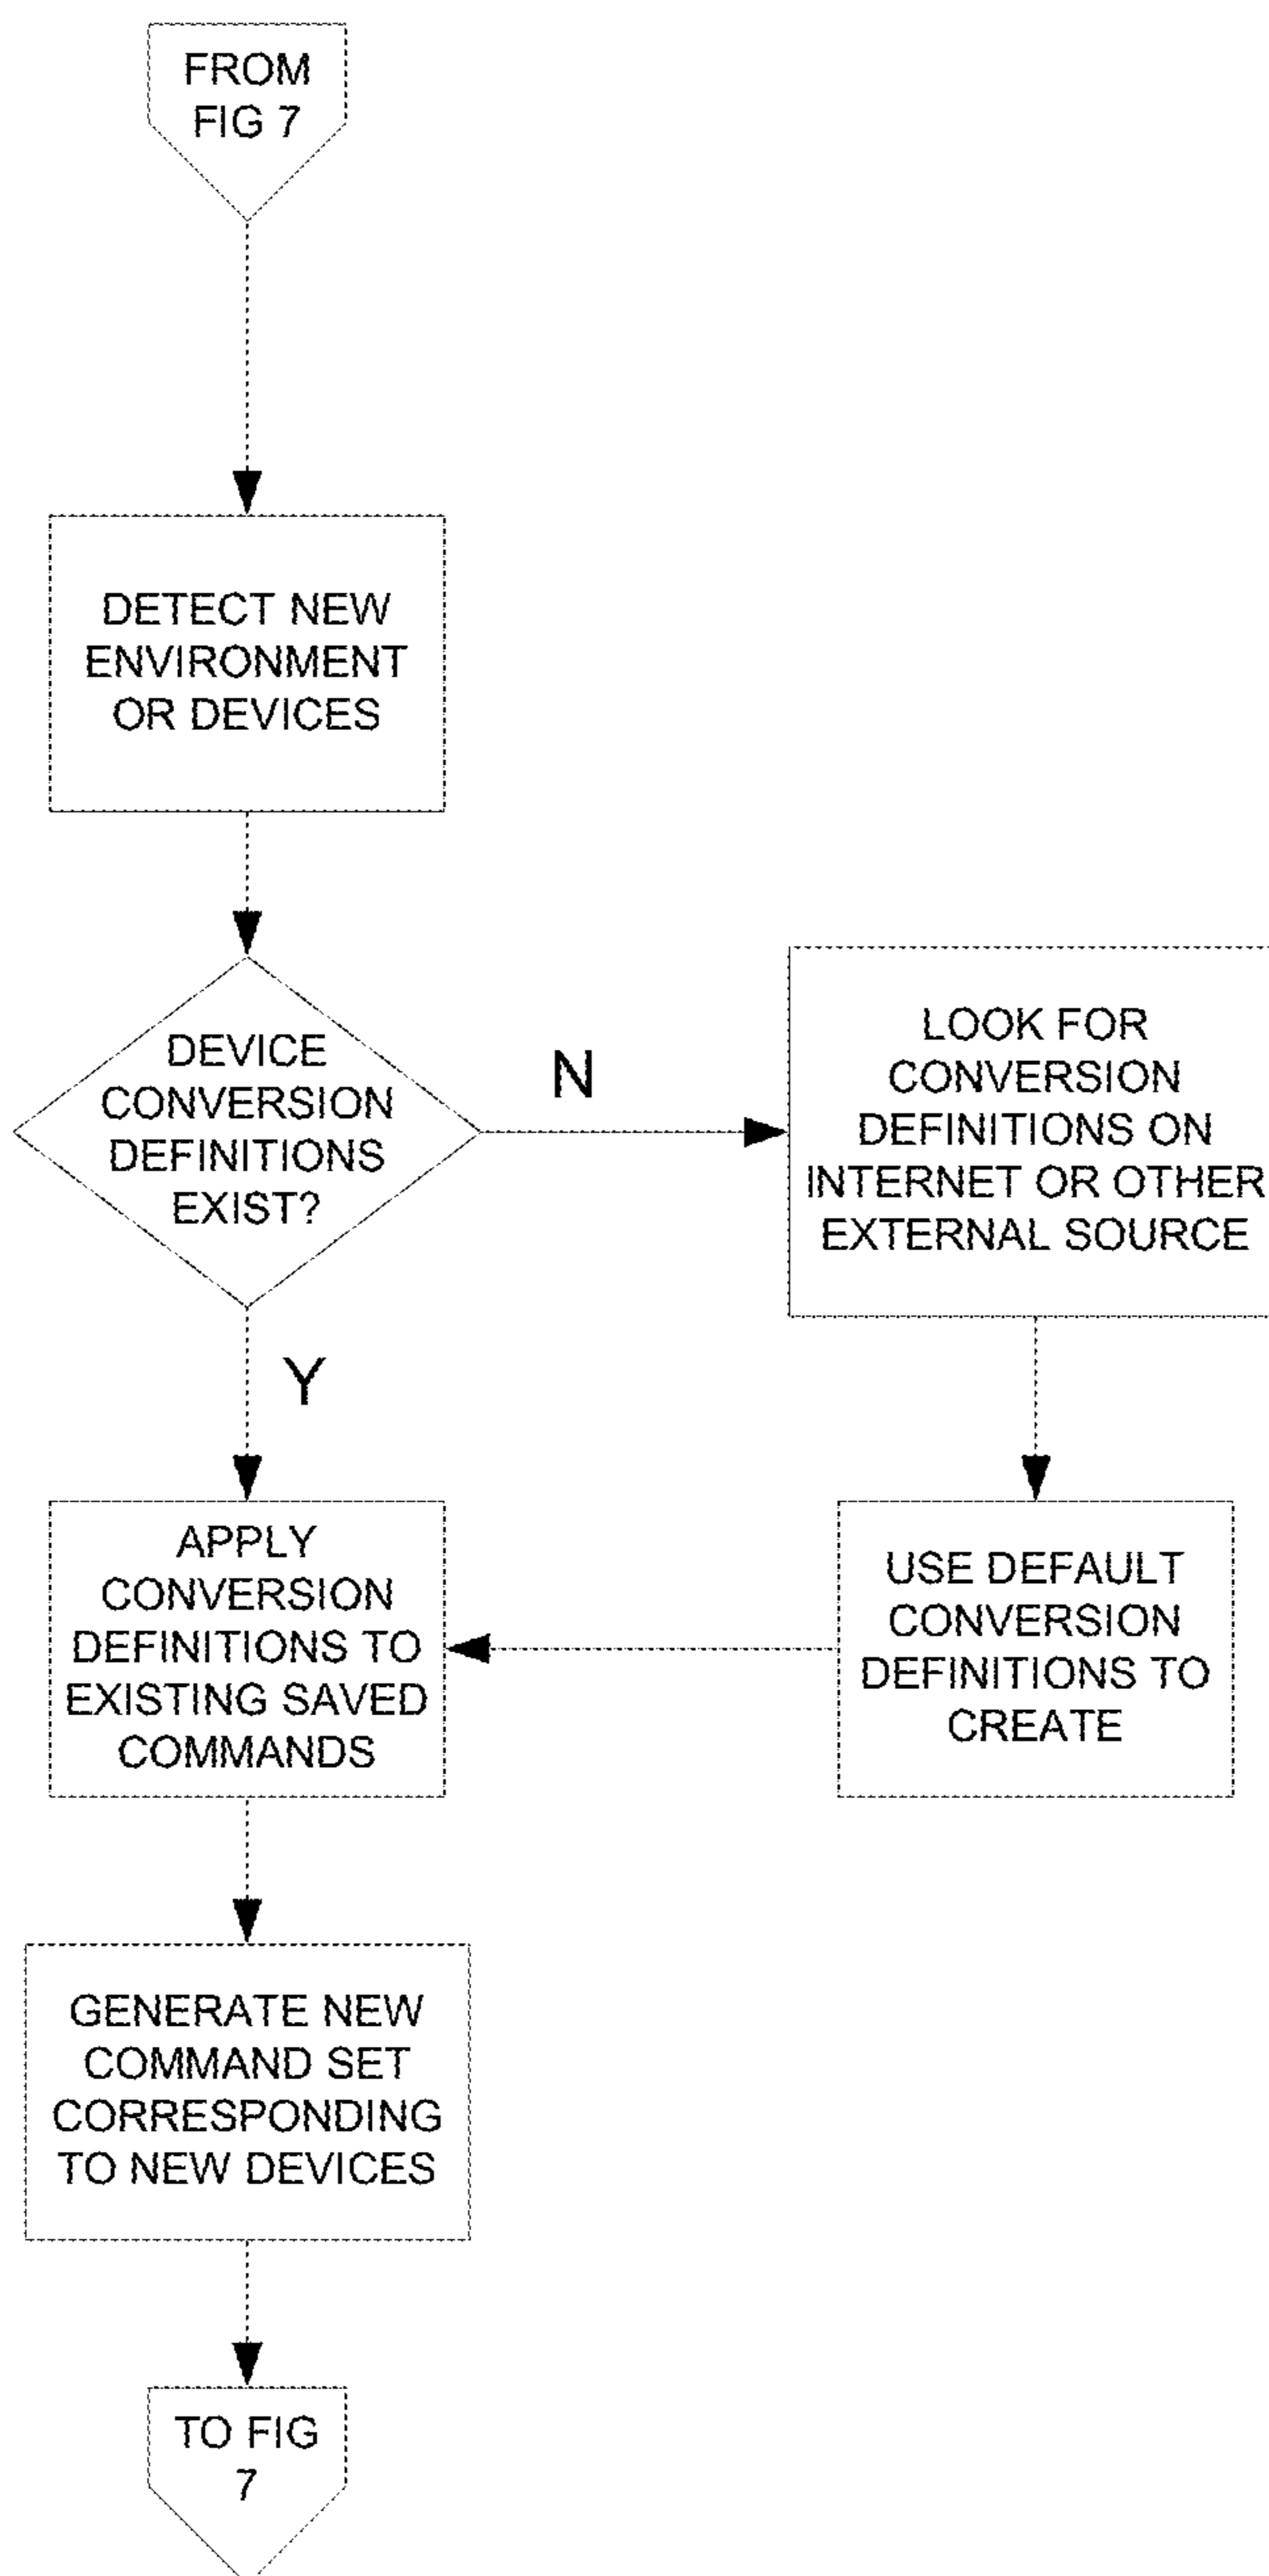 FROM
FIG 7
DETECT NEW
ENVIRONMENT
OR DEVICES
DEVICE
CONVERSION
DEFINITIONS
EXIST?
N
LOOK FOR
CONVERSION
DEFINITIONS ON
INTERNET OR OTHER
EXTERNAL SOURCE
Y
APPLY
CONVERSION
DEFINITIONS TO
EXISTING SAVED
COMMANDS
USE DEFAULT
CONVERSION
DEFINITIONS TO
CREATE
GENERATE NEW
COMMAND SET
CORRESPONDING
TO NEW DEVICES
TO FIG
7